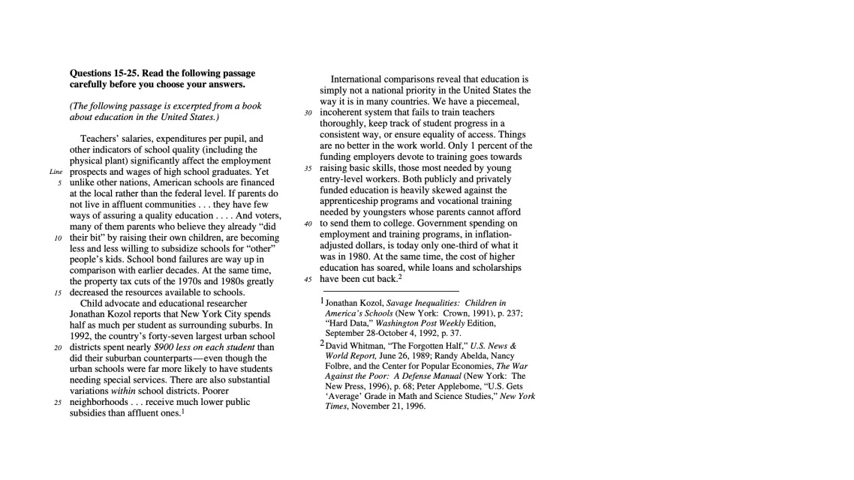 Questions 15-25. Read the following passage
carefully before you choose your answers.
(The following passage is excerpted from a book
about education in the United States.)
Teachers' salaries, expenditures per pupil, and
other indicators of school quality (including the
physical plant) significantly affect the employment
Line prospects and wages of high school graduates. Yet
5 unlike other nations, American schools are financed
at the local rather than the federal level. If parents do
not live in affluent communities . . . they have few
ways of assuring a quality education . . . . And voters,
many of them parents who believe they already “did
10 their bit” by raising their own children, are becoming
less and less willing to subsidize schools for “other”
people's kids. School bond failures are way up in
comparison with earlier decades. At the same time,
the property tax cuts of the 1970s and 1980s greatly
15 decreased the resources available to schools.
Child advocate and educational researcher
Jonathan Kozol reports that New York City spends
half as much per student as surrounding suburbs. In
1992, the country's forty-seven largest urban school
20 districts spent nearly $900 less on each student than
did their suburban counterparts—even though the
urban schools were far more likely to have students
needing special services. There are also substantial
variations within school districts. Poorer
25 neighborhoods . . . receive much lower public
subsidies than affluent ones.1
International comparisons reveal that education is
simply not a national priority in the United States the
way it is in many countries. We have a piecemeal,
30 incoherent system that fails to train teachers
thoroughly, keep track of student progress in a
consistent way, or ensure equality of access. Things
are no better in the work world. Only 1 percent of the
funding employers devote to training goes towards
35 raising basic skills, those most needed by young
entry-level workers. Both publicly and privately
funded education is heavily skewed against the
apprenticeship programs and vocational training
needed by youngsters whose parents cannot afford
40 to send them to college. Government spending on
employment and training programs, in inflation-
adjusted dollars, is today only one-third of what it
was in 1980. At the same time, the cost of higher
education has soared, while loans and scholarships
45 have been cut back.2
1 Jonathan Kozol, Savage Inequalities: Children in
America's Schools (New York: Crown, 1991), p. 237;
“Hard Data,” Washington Post Weekly Edition,
September 28-October 4, 1992, p. 37.
2 David Whitman, “The Forgotten Half,” U.S. News &
World Report, June 26, 1989; Randy Abelda, Nancy
Folbre, and the Center for Popular Economies, The War
Against the Poor: A Defense Manual (New York: The
New Press, 1996), p. 68; Peter Applebome, “U.S. Gets
‘Average’ Grade in Math and Science Studies,” New York
Times, November 21, 1996.